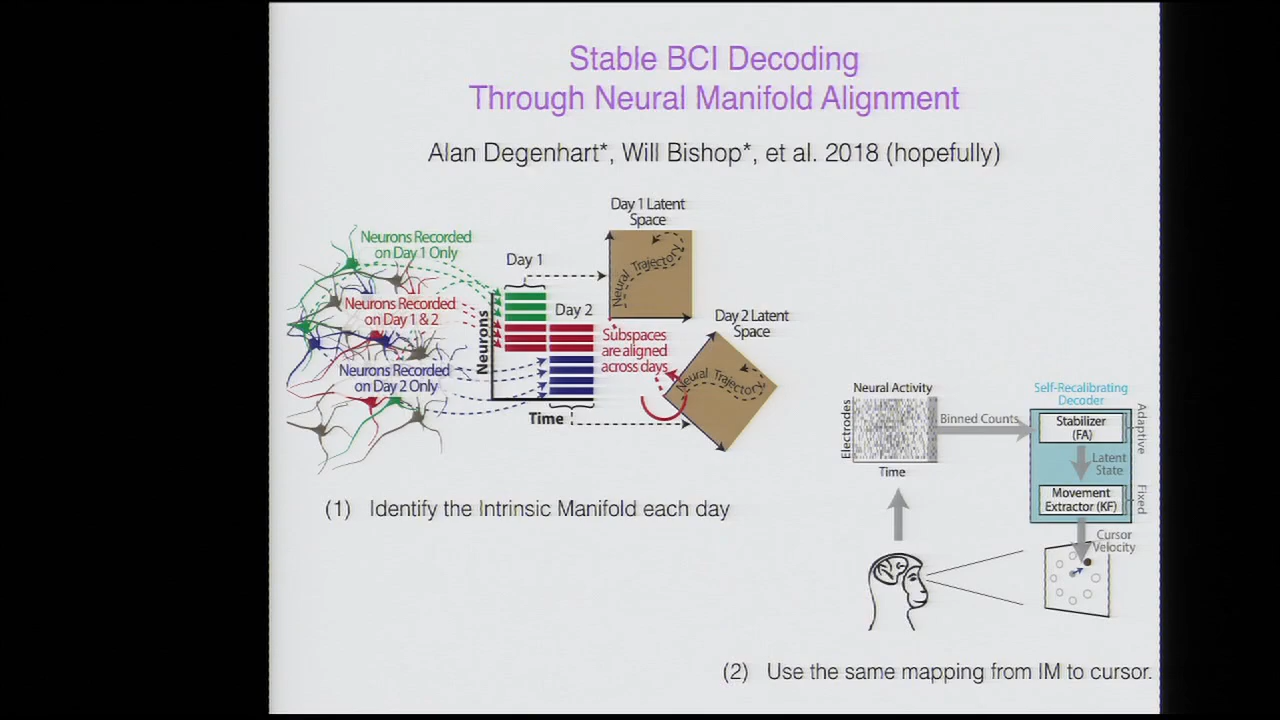 Stable BCI Decoding
Through Neural Manifold Alignment
Alan Degenhart*, Will Bishop*, et al. 2018 (hopefully)
Day 1 Latent
Space
Neural Trajectory
Neurons Recorded
on Day 1 Only
Day 1
Neurons Recorded
on Day 1 & 2
Neurons
Day 2
Subspaces
are aligned
across days
Day 2 Latent
Space
Neural Trajectory
Neurons Recorded
on Day 2 Only
Time
(1) Identify the Intrinsic Manifold each day
Neural Activity
Electrodes
Time
Binned Counts
Self-Recalibrating
Decoder
Stabilizer
(FA)
Adaptive
Latent
State
Movement
Extractor (KF)
Fixed
Cursor
Velocity
(2) Use the same mapping from IM to cursor.